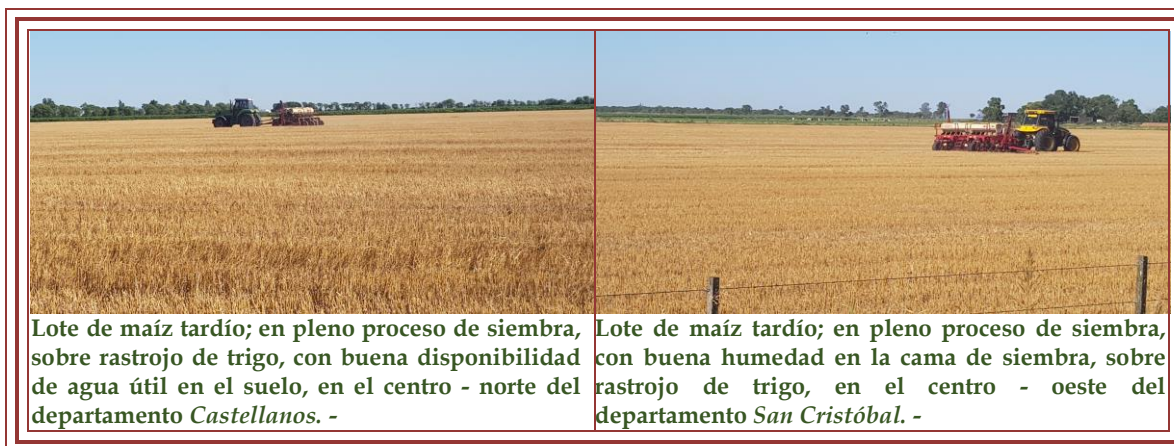 Lote de maíz tardío; en pleno proceso de siembra,
sobre rastrojo de trigo, con buena disponibilidad
de agua útil en el suelo, en el centro - norte del
departamento Castellanos. -
Lote de maíz tardío; en pleno proceso de siembra,
con buena humedad en la cama de siembra, sobre
rastrojo de trigo, en el centro - oeste del
departamento San Cristóbal. -